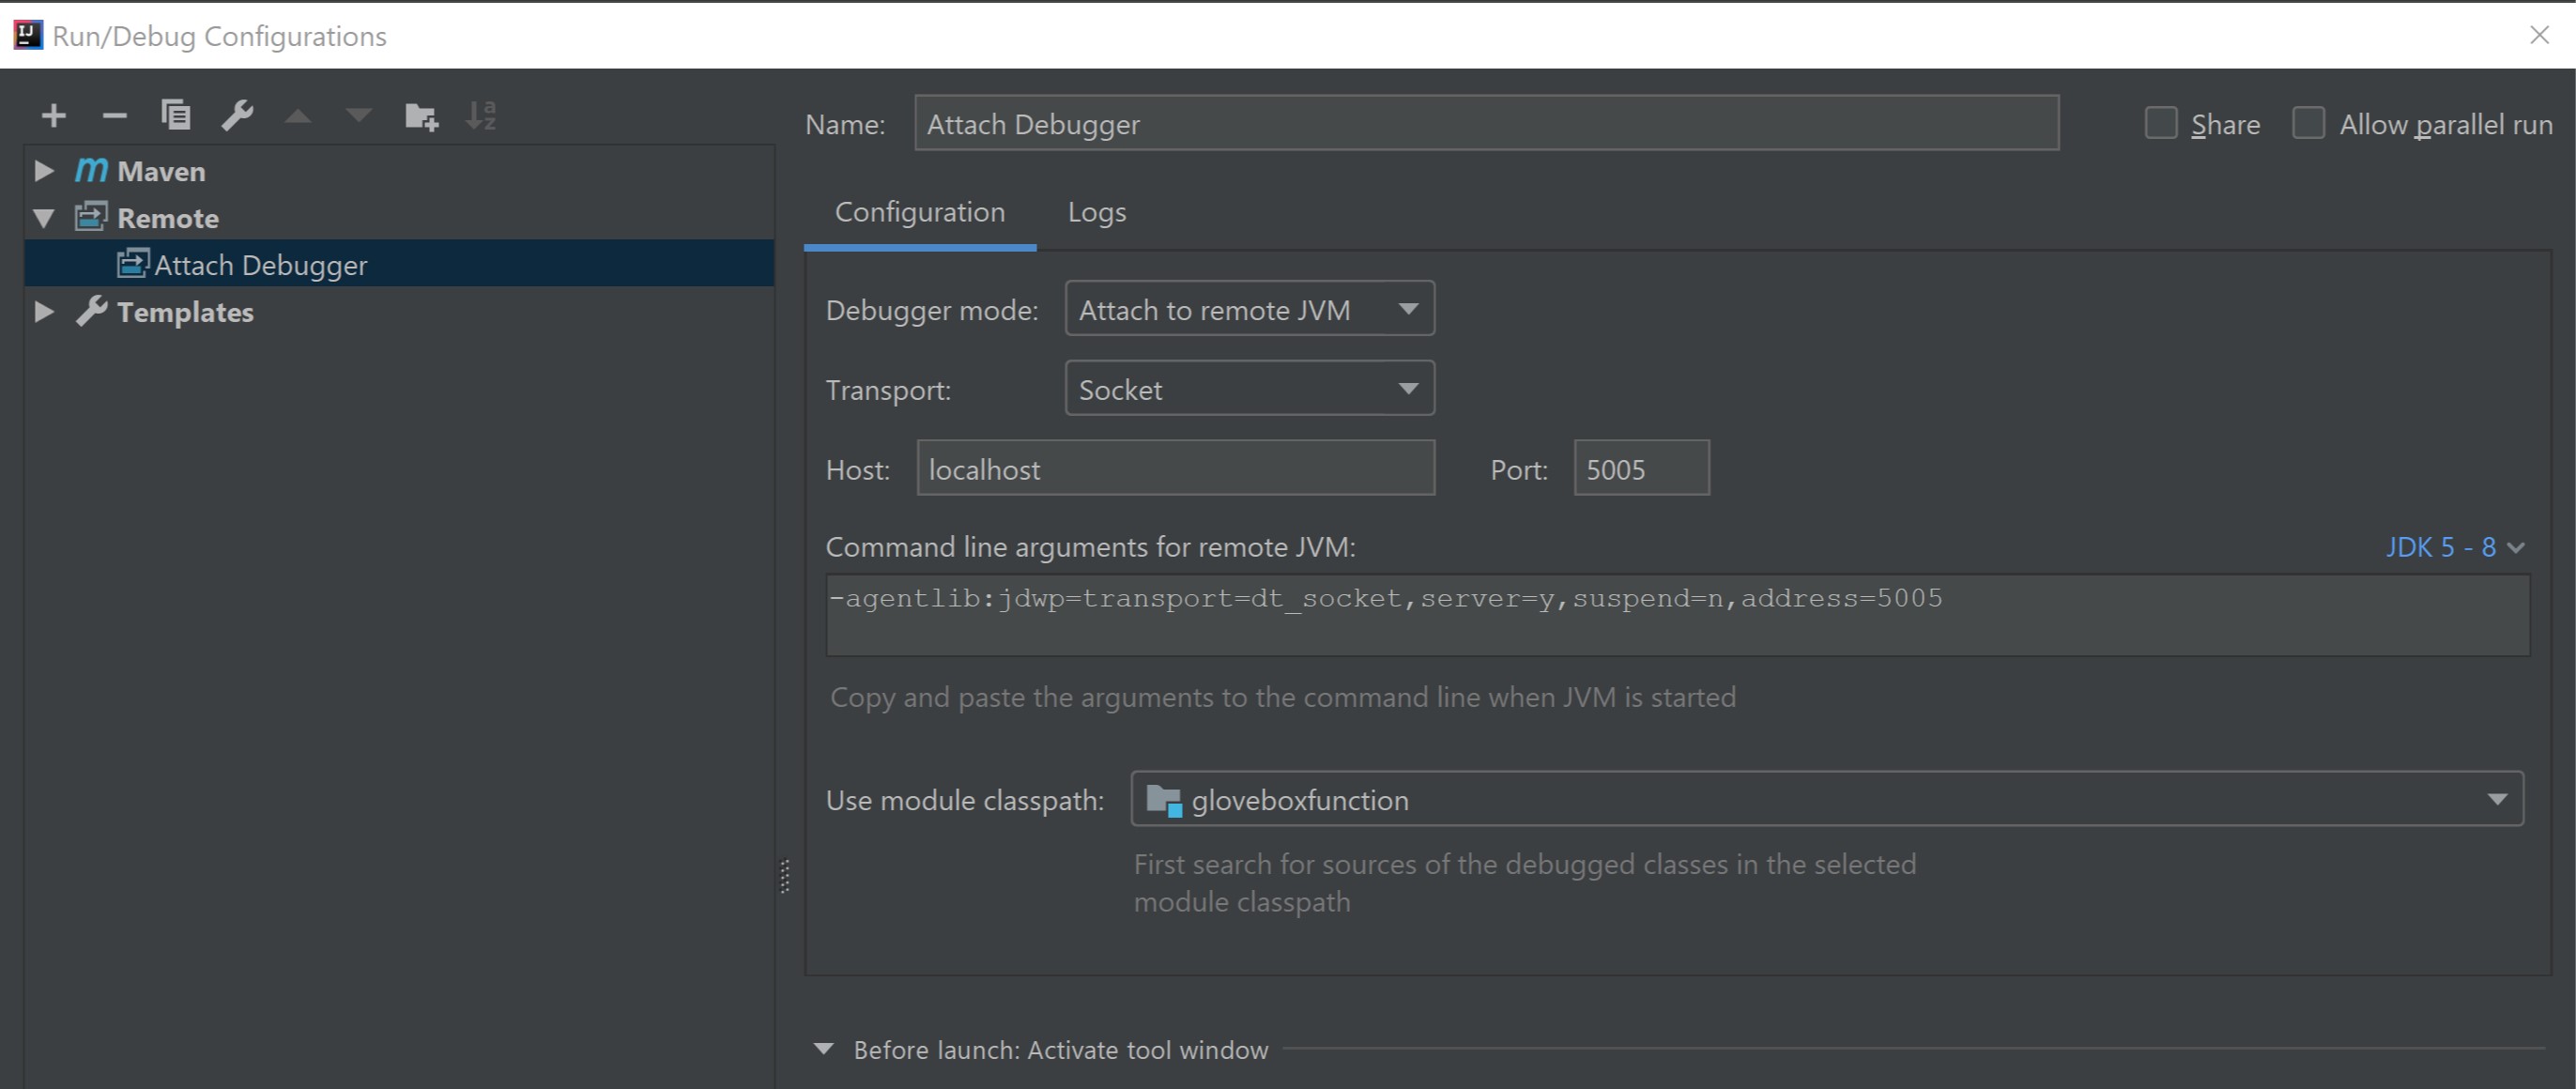 Run/Debug Configurations
Name: Attach Debugger Share Allow parallel run
Maven
Remote
Attach Debugger
Templates
Configuration Logs
Debugger mode: Attach to remote JVM
Transport: Socket
Host: localhost Port: 5005
Command line arguments for remote JVM: JDK 5 - 8
-agentlib:jdwp=transport=dt_socket,server=y,suspend=n,address=5005
Copy and paste the arguments to the command line when JVM is started
Use module classpath: gloveboxfunction
First search for sources of the debugged classes in the selected
module classpath
Before launch: Activate tool window